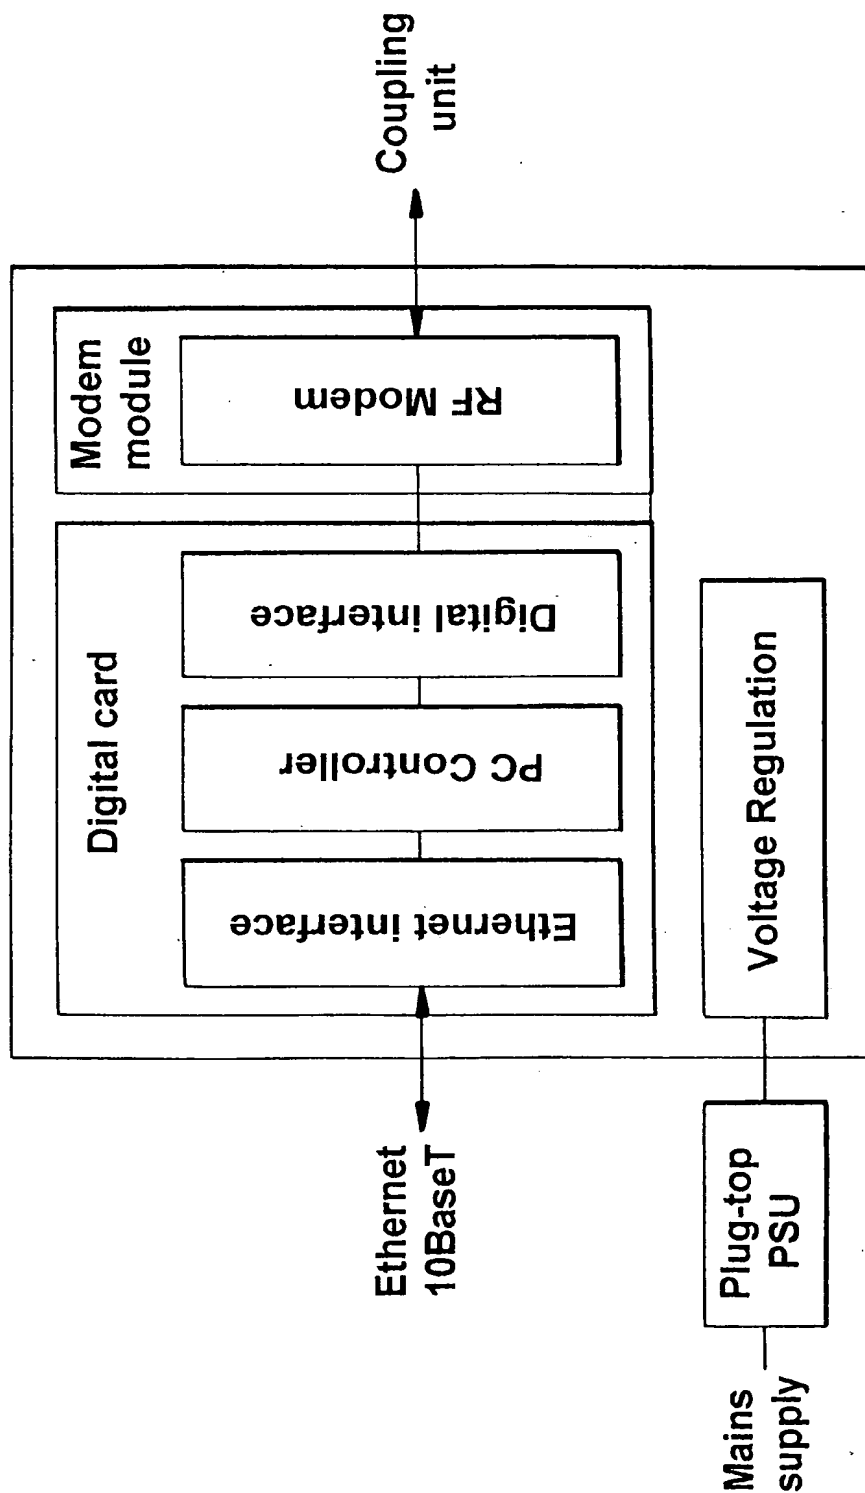 Digital card
Modem
module
Ethernet
10BaseT
Ethernet interface
PC Controller
Digital interface
RF Modem
Coupling
unit
Mains
supply
Plug-top
PSU
Voltage Regulation